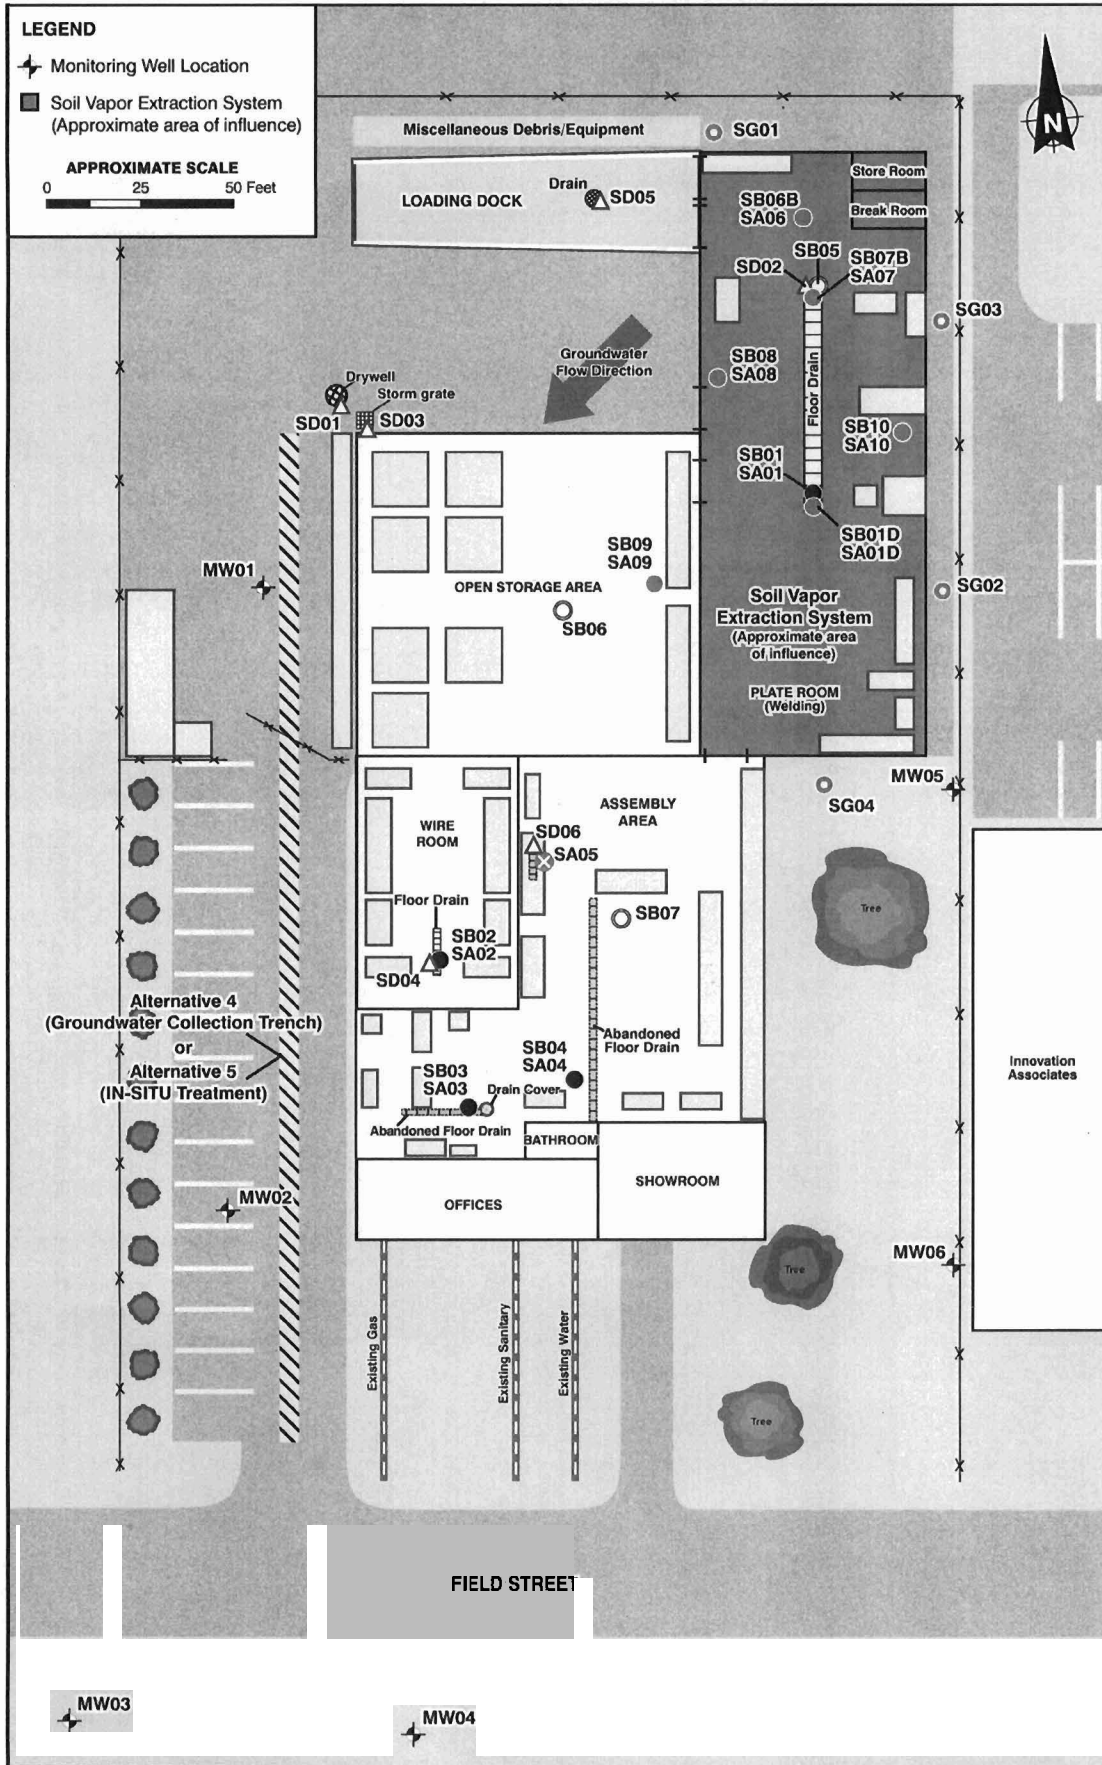 LEGEND
Monitoring Well Location
Soil Vapor Extraction System
(Approximate area of influence)
APPROXIMATE SCALE
0 25 50 Feet
N
Miscellaneous Debris/Equipment
SG01
LOADING DOCK
Drain
SD05
Store Room
Break Room
SB06B
SA06
SB05
SD02
SB07B
SA07
SG03
Groundwater
Flow Direction
SB08
SA08
Floor Drain
Drywell
Storm grate
SD01
SD03
SB10
SA10
SB01
SA01
SB01D
SA01D
MW01
SB09
SA09
OPEN STORAGE AREA
SB06
SG02
Soil Vapor
Extraction System
(Approximate area
of influence)
PLATE ROOM
(Welding)
MW05
SG04
ASSEMBLY
AREA
WIRE
ROOM
SD06
SA05
Tree
Floor Drain
SB07
SB02
SA02
SD04
Alternative 4
(Groundwater Collection Trench)
or
Alternative 5
(IN-SITU Treatment)
Abandoned
Floor Drain
SB04
SA04
SB03
SA03
Drain Cover
Abandoned Floor Drain
Innovation
Associates
BATHROOM
SHOWROOM
OFFICES
MW02
MW06
Tree
Existing Gas
Existing Sanitary
Existing Water
Tree
FIELD STREET
MW03
MW04